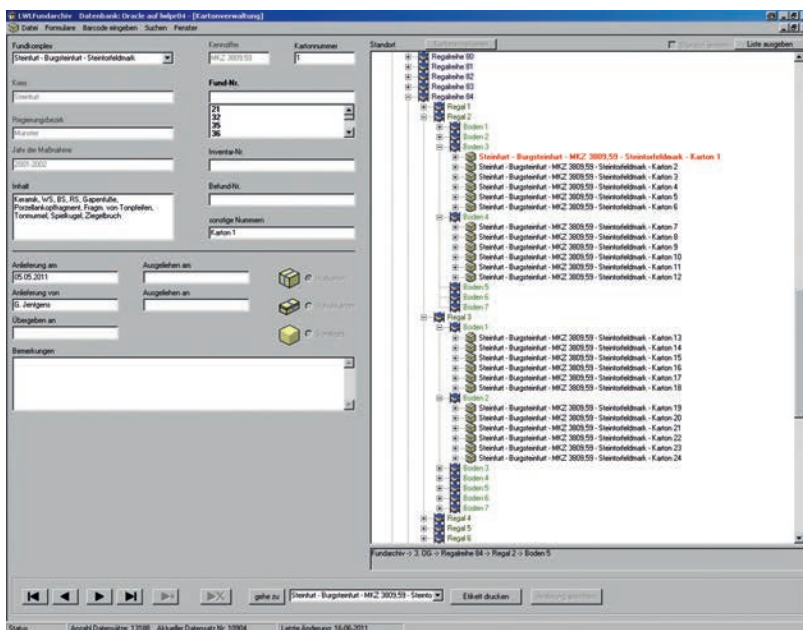 LWLFundarchiv Datenbank: Oracle auf lwlpr04 - [Kartonverwaltung]
Datei Formulare Barcode eingeben Suchen Fenster
Fundkomplex
Steinfurt - Burgsteinfurt - Steintorfeldmark
Kennziffer
MKZ 3809,59
Kartonnummer
1
Kreis
Steinfurt
Fund-Nr.
21
32
35
36
Regierungsbezirk
Münster
Jahr der Maßnahme
2001-2002
Inventar-Nr.
Inhalt
Keramik, WS, BS, RS, Grapenfüße,
Porzellankopffragment, Fragm. von Tonpfeifen,
Tonmurmel, Spielkugel, Ziegelbruch
Befund-Nr.
sonstige Nummern
Karton 1
Anlieferung am
05.05.2011
Ausgeliehen am
Anlieferung von
G. Jentgens
Ausgeliehen an
Übergeben an
Sonstiges
Bemerkungen
Standort
Liste ausgeben
Regalreihe 80
Regalreihe 81
Regalreihe 82
Regalreihe 83
Regalreihe 84
Regal 1
Regal 2
Boden 1
Boden 2
Boden 3
Steinfurt - Burgsteinfurt - MKZ 3809,59 - Steintorfeldmark - Karton 1
Steinfurt - Burgsteinfurt - MKZ 3809,59 - Steintorfeldmark - Karton 2
Steinfurt - Burgsteinfurt - MKZ 3809,59 - Steintorfeldmark - Karton 3
Steinfurt - Burgsteinfurt - MKZ 3809,59 - Steintorfeldmark - Karton 4
Steinfurt - Burgsteinfurt - MKZ 3809,59 - Steintorfeldmark - Karton 5
Steinfurt - Burgsteinfurt - MKZ 3809,59 - Steintorfeldmark - Karton 6
Boden 4
Steinfurt - Burgsteinfurt - MKZ 3809,59 - Steintorfeldmark - Karton 7
Steinfurt - Burgsteinfurt - MKZ 3809,59 - Steintorfeldmark - Karton 8
Steinfurt - Burgsteinfurt - MKZ 3809,59 - Steintorfeldmark - Karton 9
Steinfurt - Burgsteinfurt - MKZ 3809,59 - Steintorfeldmark - Karton 10
Steinfurt - Burgsteinfurt - MKZ 3809,59 - Steintorfeldmark - Karton 11
Steinfurt - Burgsteinfurt - MKZ 3809,59 - Steintorfeldmark - Karton 12
Boden 5
Boden 6
Boden 7
Regal 3
Boden 1
Steinfurt - Burgsteinfurt - MKZ 3809,59 - Steintorfeldmark - Karton 13
Steinfurt - Burgsteinfurt - MKZ 3809,59 - Steintorfeldmark - Karton 14
Steinfurt - Burgsteinfurt - MKZ 3809,59 - Steintorfeldmark - Karton 15
Steinfurt - Burgsteinfurt - MKZ 3809,59 - Steintorfeldmark - Karton 16
Steinfurt - Burgsteinfurt - MKZ 3809,59 - Steintorfeldmark - Karton 17
Steinfurt - Burgsteinfurt - MKZ 3809,59 - Steintorfeldmark - Karton 18
Boden 2
Steinfurt - Burgsteinfurt - MKZ 3809,59 - Steintorfeldmark - Karton 19
Steinfurt - Burgsteinfurt - MKZ 3809,59 - Steintorfeldmark - Karton 20
Steinfurt - Burgsteinfurt - MKZ 3809,59 - Steintorfeldmark - Karton 21
Steinfurt - Burgsteinfurt - MKZ 3809,59 - Steintorfeldmark - Karton 22
Steinfurt - Burgsteinfurt - MKZ 3809,59 - Steintorfeldmark - Karton 23
Steinfurt - Burgsteinfurt - MKZ 3809,59 - Steintorfeldmark - Karton 24
Boden 3
Boden 4
Boden 5
Boden 6
Boden 7
Regal 4
Regal 5
Regal 6
Fundarchiv -> 3. OG -> Regalreihe 84 -> Regal 2 -> Boden 5
gehe zu
Steinfurt - Burgsteinfurt - MKZ 3809,59 - Steinto
Etikett drucken
Status
Anzahl Datensätze: 13188 Aktueller Datensatz Nr. 10904
Letzte Änderung: 16-06-2011